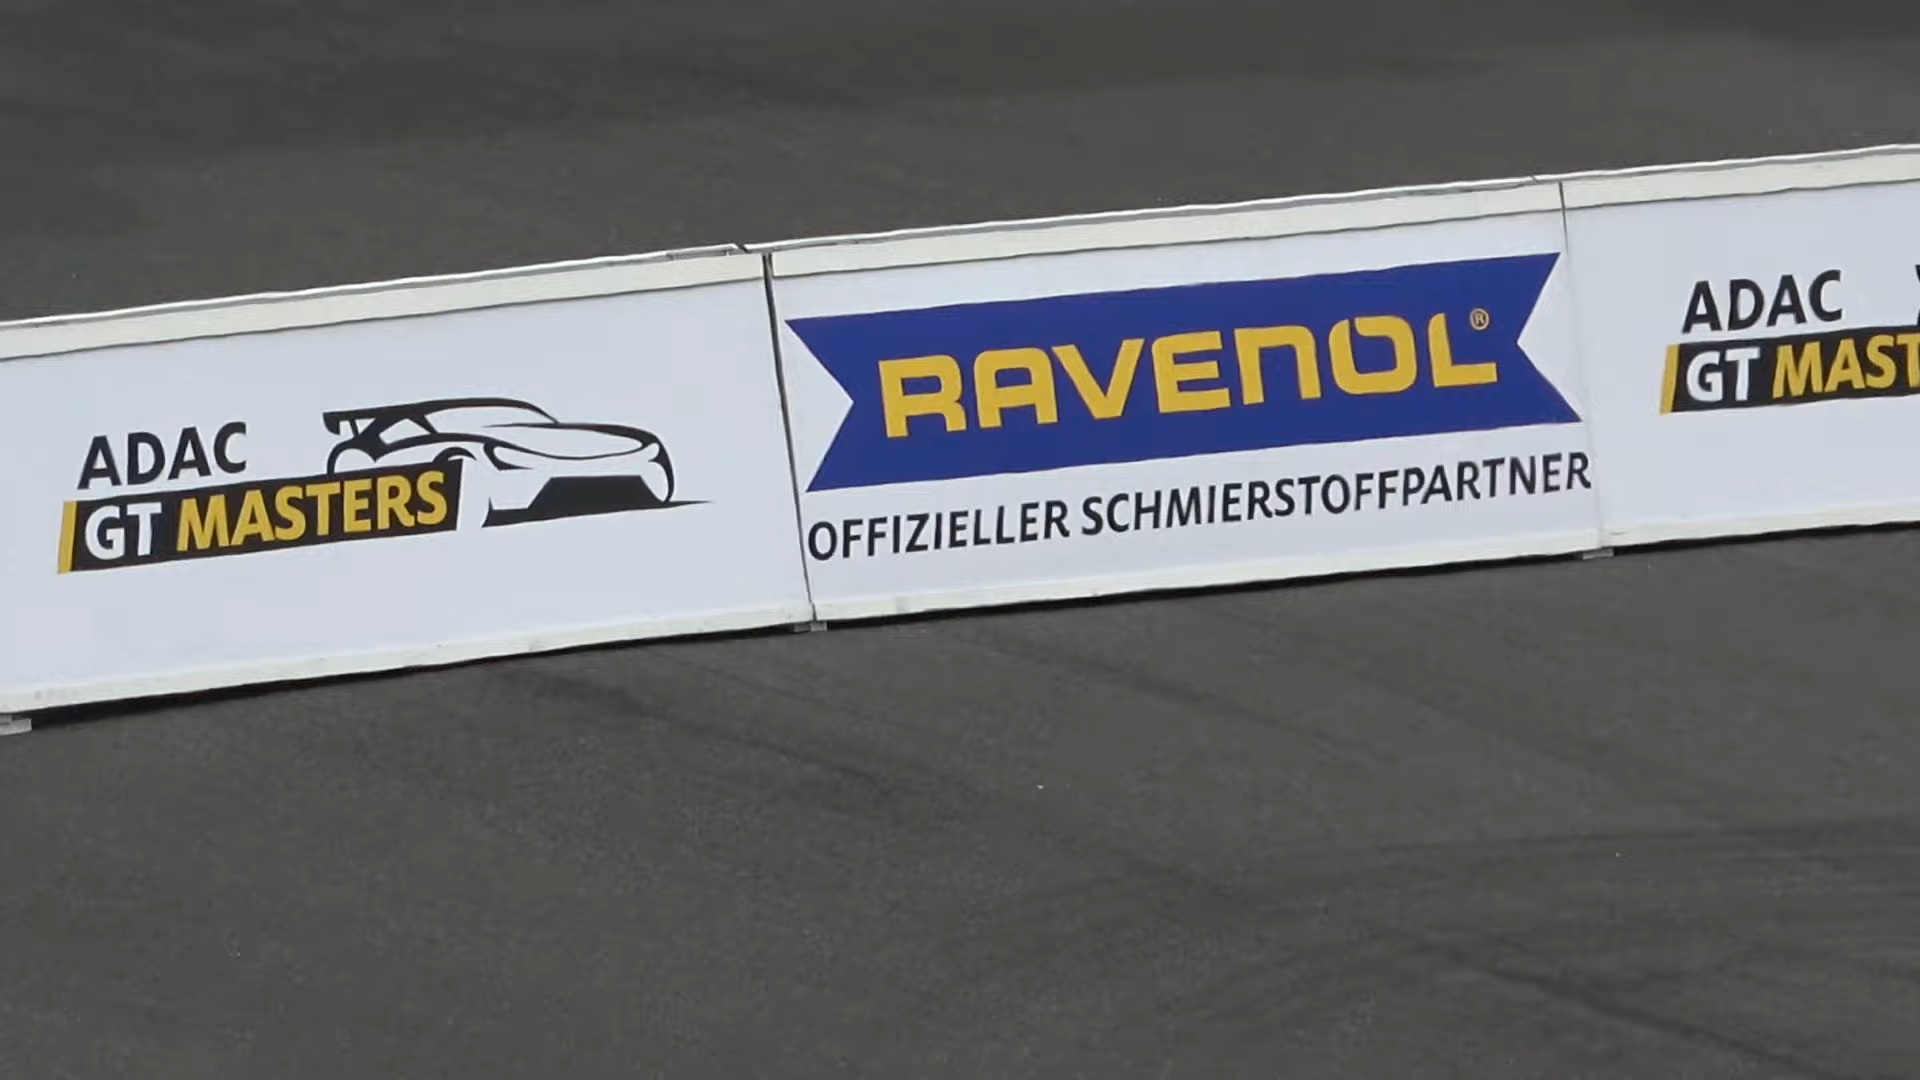 ADAC
GT MASTERS
RAVENOL®
OFFIZIELLER SCHMIERSTOFFPARTNER
ADAC
GT MAST